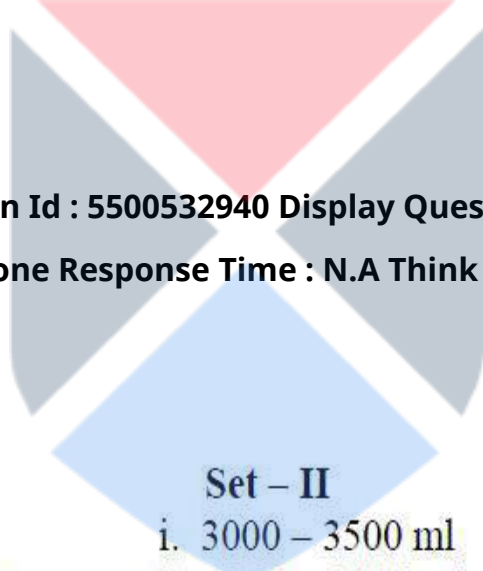 n Id : 5500532940 Display Ques
one Response Time : N.A Think
Set – II
i. 3000 – 3500 ml